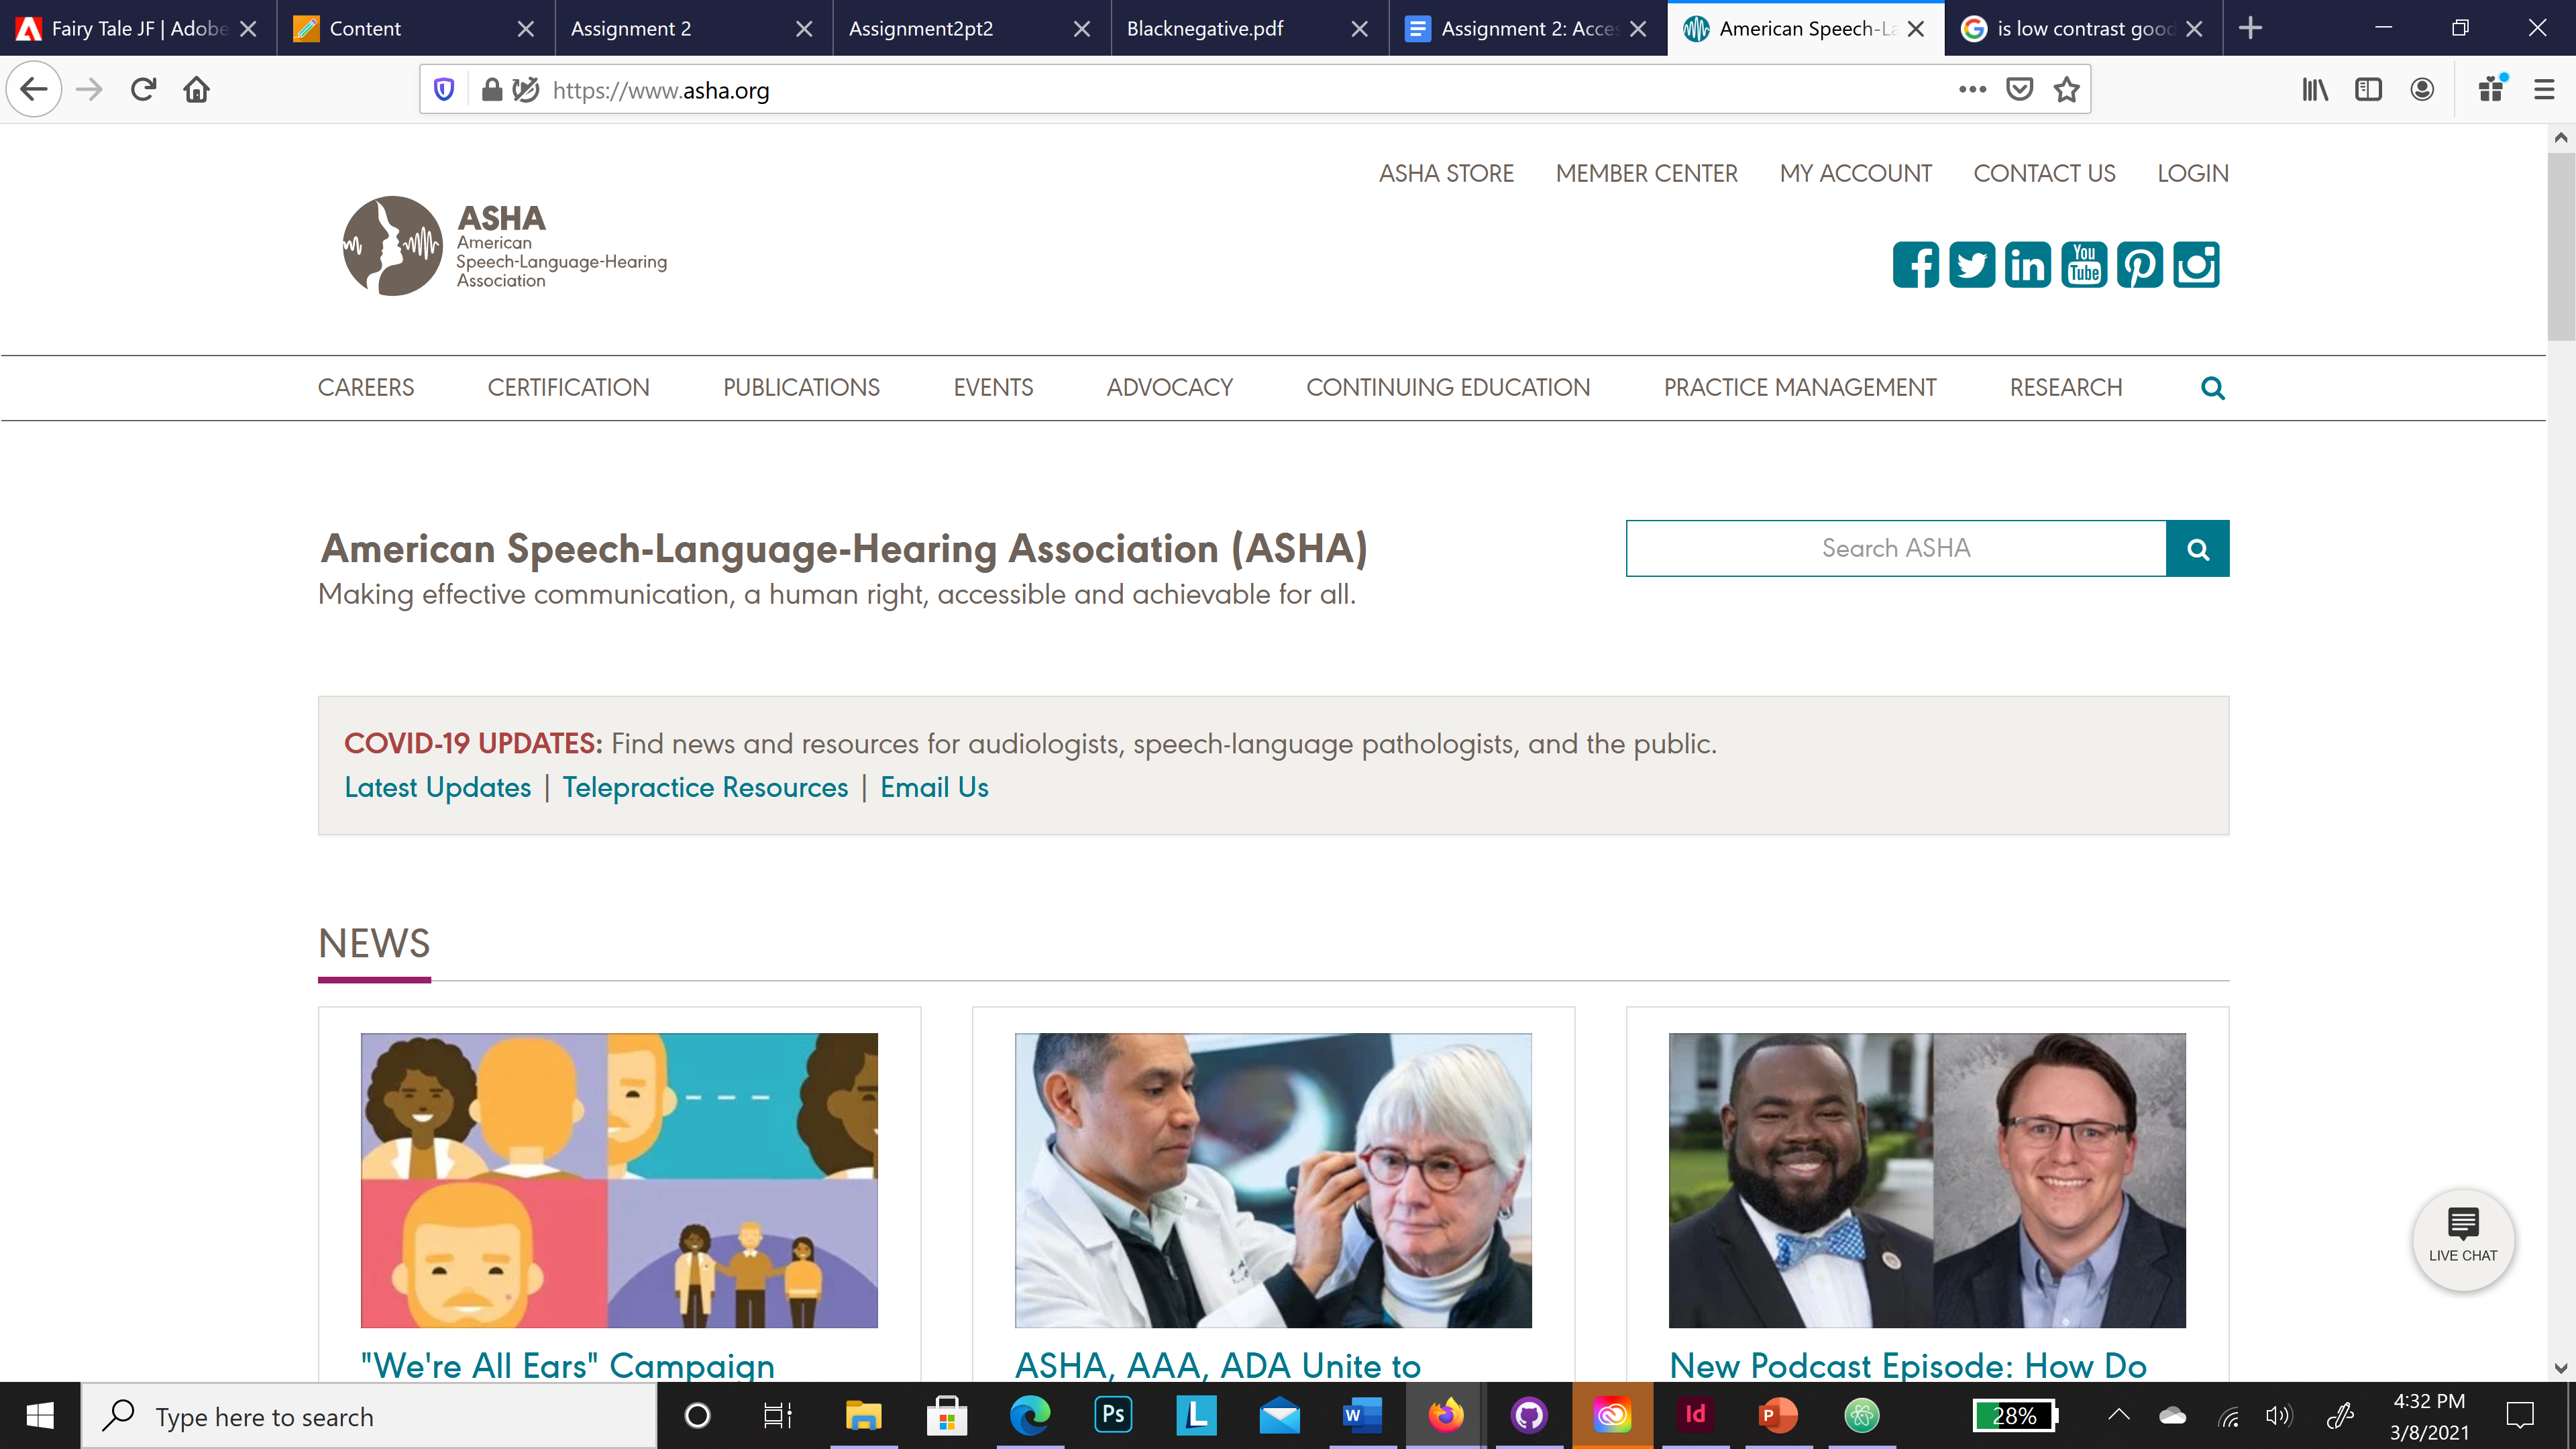 Fairy Tale JF | Adobe
Content
Assignment 2
Assignment2pt2
Blacknegative.pdf
Assignment 2: Acces
American Speech-La
is low contrast good
https://www.asha.org
ASHA STORE MEMBER CENTER MY ACCOUNT CONTACT US LOGIN
ASHA
American
Speech-Language-Hearing
Association
You
Tube
CAREERS CERTIFICATION PUBLICATIONS EVENTS ADVOCACY CONTINUING EDUCATION PRACTICE MANAGEMENT RESEARCH
American Speech-Language-Hearing Association (ASHA)
Making effective communication, a human right, accessible and achievable for all.
Search ASHA
COVID-19 UPDATES: Find news and resources for audiologists, speech-language pathologists, and the public.
Latest Updates | Telepractice Resources | Email Us
NEWS
"We're All Ears" Campaign
ASHA, AAA, ADA Unite to
New Podcast Episode: How Do
LIVE CHAT
Type here to search
Ps
L
W
Id
P
28%
4:32 PM
3/8/2021